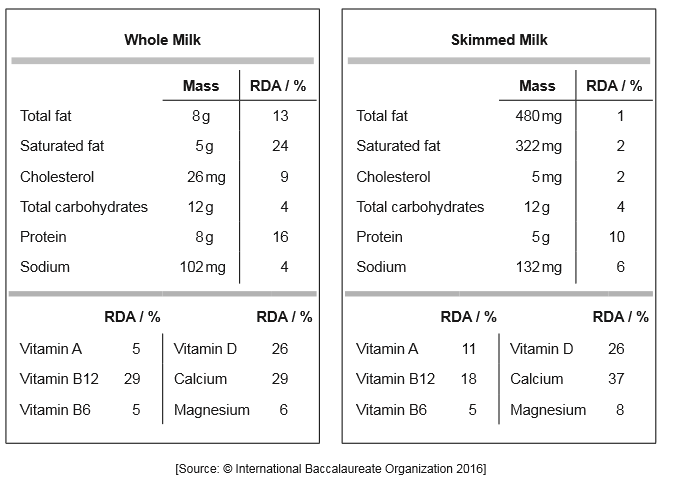 Whole Milk
Mass RDA / %
Total fat 8 g 13
Saturated fat 5 g 24
Cholesterol 26 mg 9
Total carbohydrates 12 g 4
Protein 8 g 16
Sodium 102 mg 4
RDA / % RDA / %
Vitamin A 5 Vitamin D 26
Vitamin B12 29 Calcium 29
Vitamin B6 5 Magnesium 6
Skimmed Milk
Mass RDA / %
Total fat 480 mg 1
Saturated fat 322 mg 2
Cholesterol 5 mg 2
Total carbohydrates 12 g 4
Protein 5 g 10
Sodium 132 mg 6
RDA / % RDA / %
Vitamin A 11 Vitamin D 26
Vitamin B12 18 Calcium 37
Vitamin B6 5 Magnesium 8
[Source: © International Baccalaureate Organization 2016]